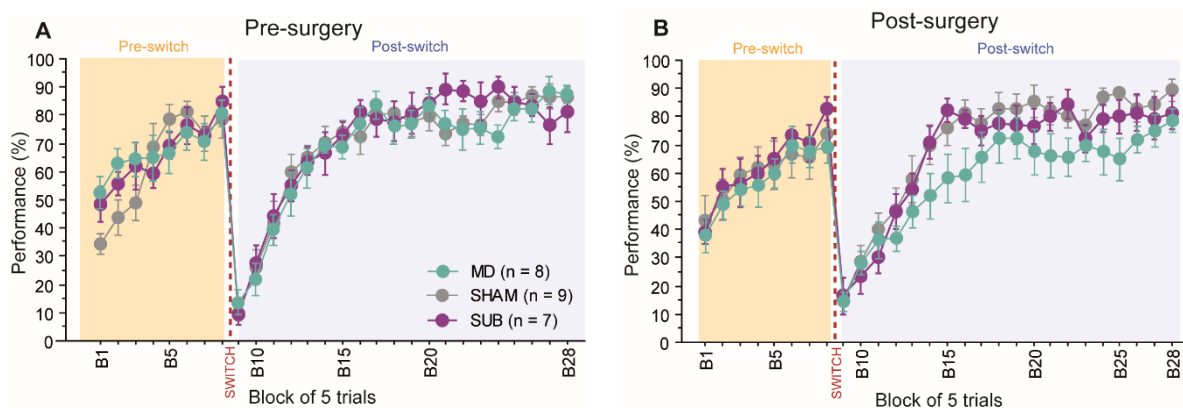 A
Pre-surgery
Pre-switch
Post-switch
Performance (%)
100
90
80
70
60
50
40
30
20
10
0
MD (n = 8)
SHAM (n = 9)
SUB (n = 7)
B1
B5
SWITCH
B10
B15
B20
B28
Block of 5 trials
B
Post-surgery
Pre-switch
Post-switch
Performance (%)
100
90
80
70
60
50
40
30
20
10
0
B1
B5
SWITCH
B10
B15
B20
B25
B28
Block of 5 trials